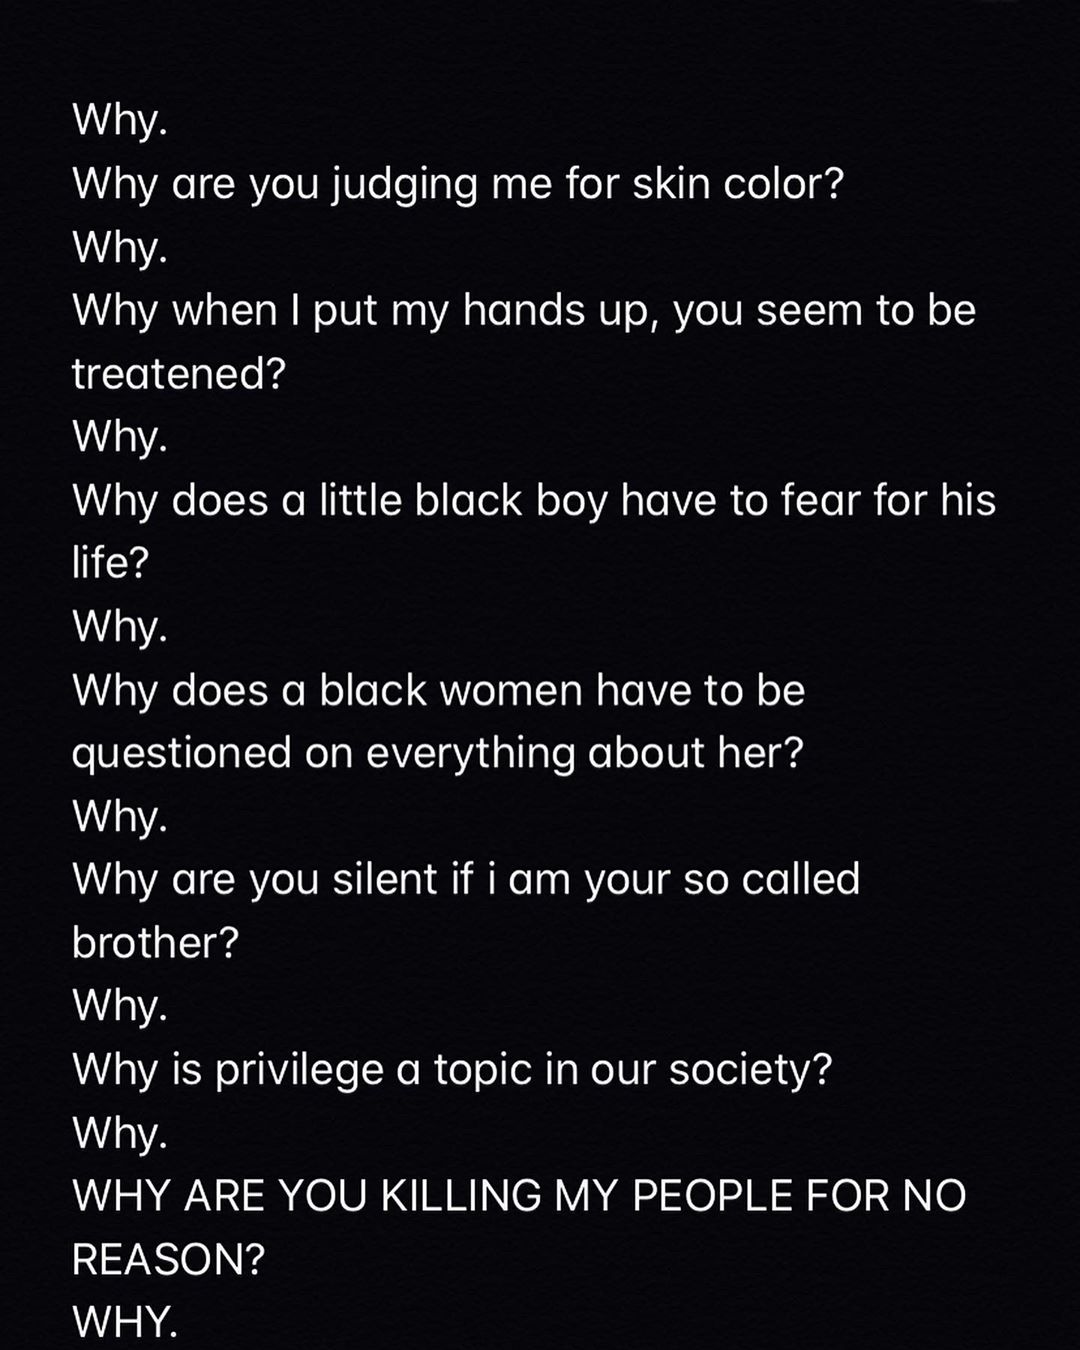 Why.
Why are you judging me for skin color?
Why.
Why when I put my hands up, you seem to be
treatened?
Why.
Why does a little black boy have to fear for his
life?
Why.
Why does a black women have to be
questioned on everything about her?
Why.
Why are you silent if i am your so called
brother?
Why.
Why is privilege a topic in our society?
Why.
WHY ARE YOU KILLING MY PEOPLE FOR NO
REASON?
WHY.